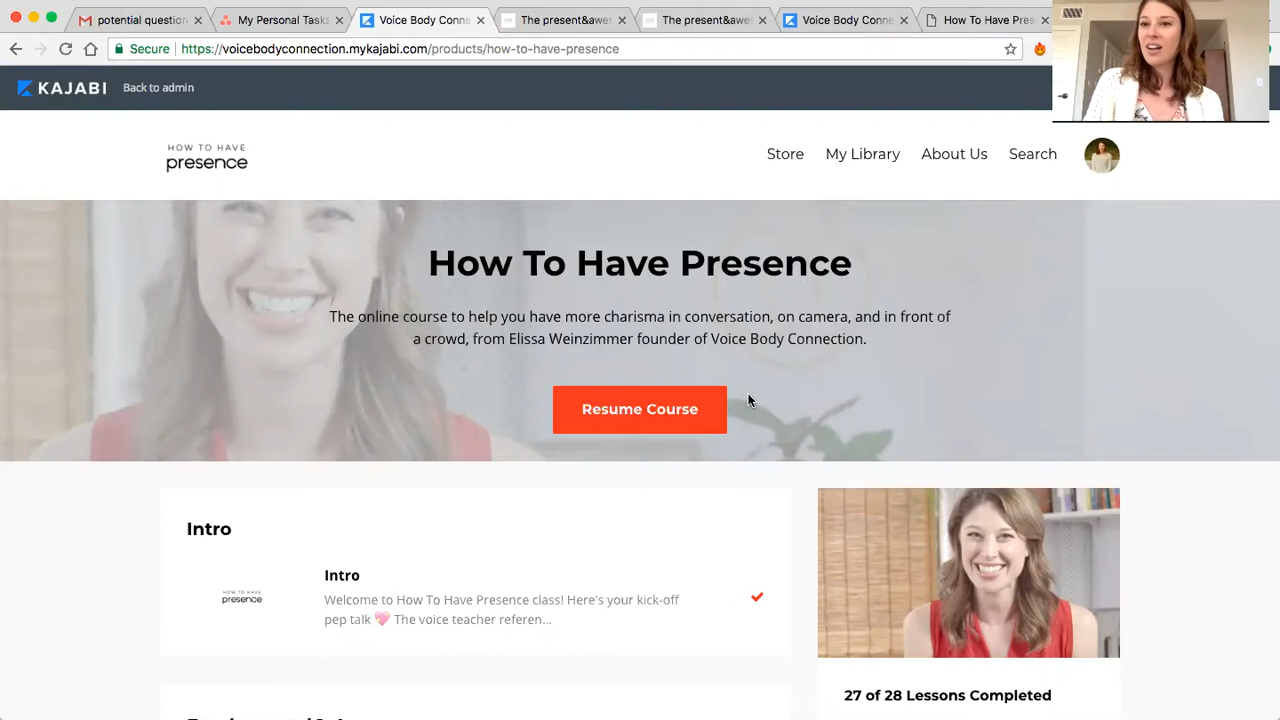 potential question
My Personal Tasks
Voice Body Conne
The present&awes
The present&awes
Voice Body Conne
How To Have Pres
Secure
https://voicebodyconnection.mykajabi.com/products/how-to-have-presence
KAJABI
Back to admin
HOW TO HAVE
presence
Store
My Library
About Us
Search
How To Have Presence
The online course to help you have more charisma in conversation, on camera, and in front of
a crowd, from Elissa Weinzimmer founder of Voice Body Connection.
Resume Course
Intro
HOW TO HAVE
presence
Intro
Welcome to How To Have Presence class! Here's your kick-off
pep talk 💖 The voice teacher referen...
27 of 28 Lessons Completed